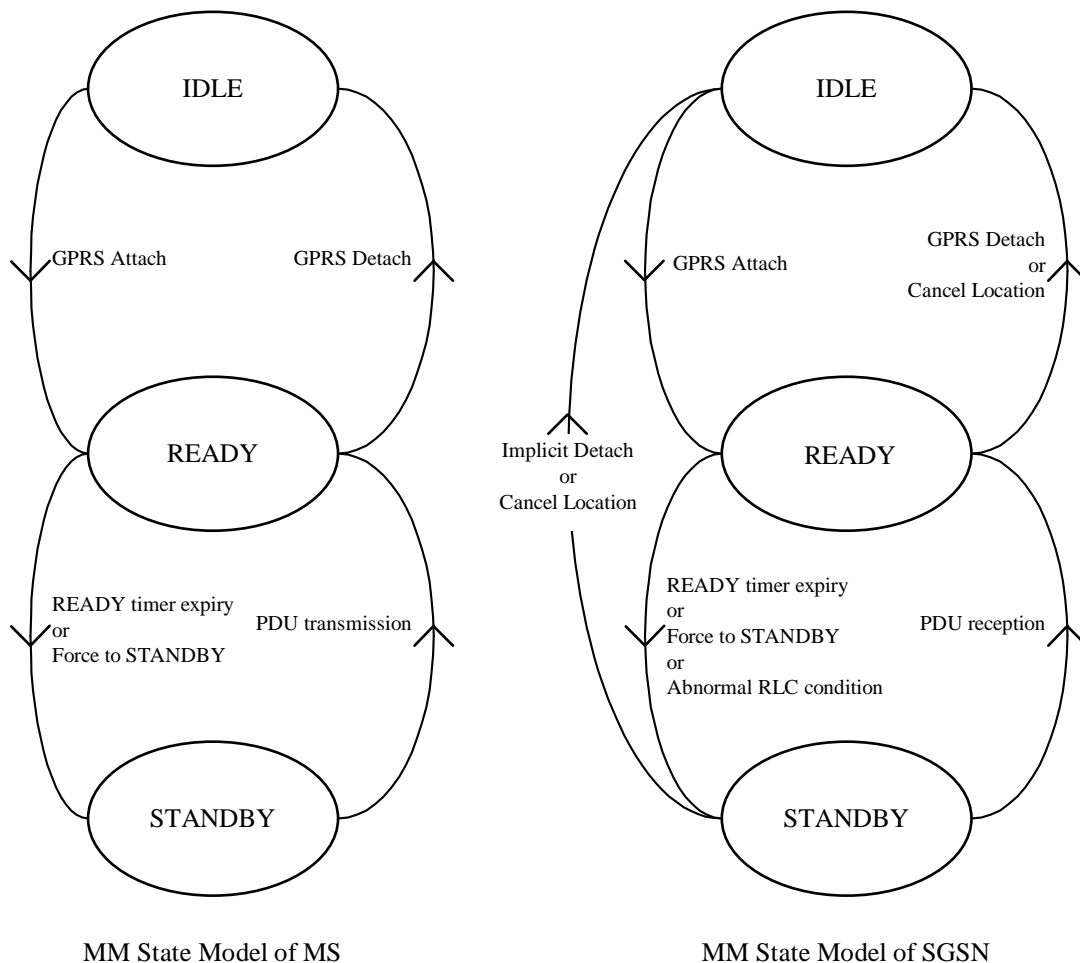 IDLE
GPRS Attach
GPRS Detach
READY
READY timer expiry
or
Force to STANDBY
PDU transmission
STANDBY
MM State Model of MS
IDLE
GPRS Attach
GPRS Detach
or
Cancel Location
Implicit Detach
or
Cancel Location
READY
READY timer expiry
or
Force to STANDBY
or
Abnormal RLC condition
PDU reception
STANDBY
MM State Model of SGSN